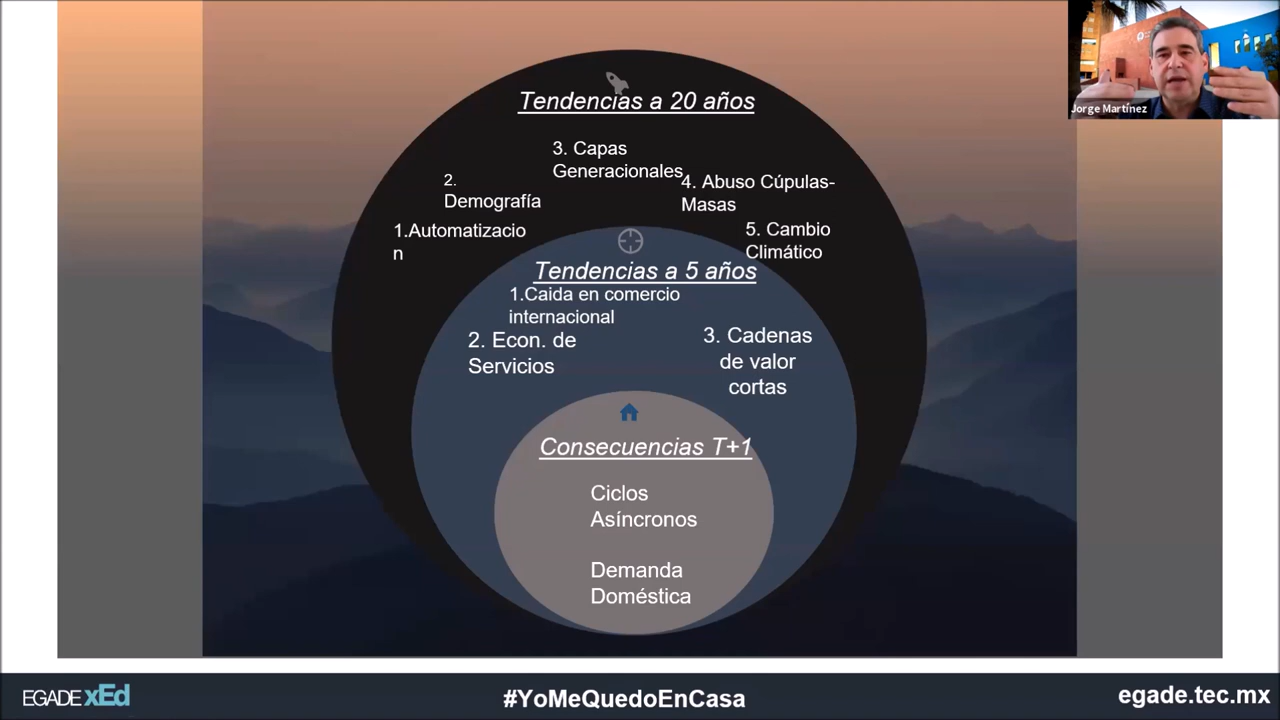 Jorge Martínez
Tendencias a 20 años
3. Capas
Generacionales
2.
Demografía
4. Abuso Cúpulas-
Masas
1.Automatizacio
n
5. Cambio
Climático
Tendencias a 5 años
1.Caida en comercio
internacional
2. Econ. de
Servicios
3. Cadenas
de valor
cortas
Consecuencias T+1
Ciclos
Asíncronos
Demanda
Doméstica
EGADE xEd
#YoMeQuedoEnCasa
egade.tec.mx